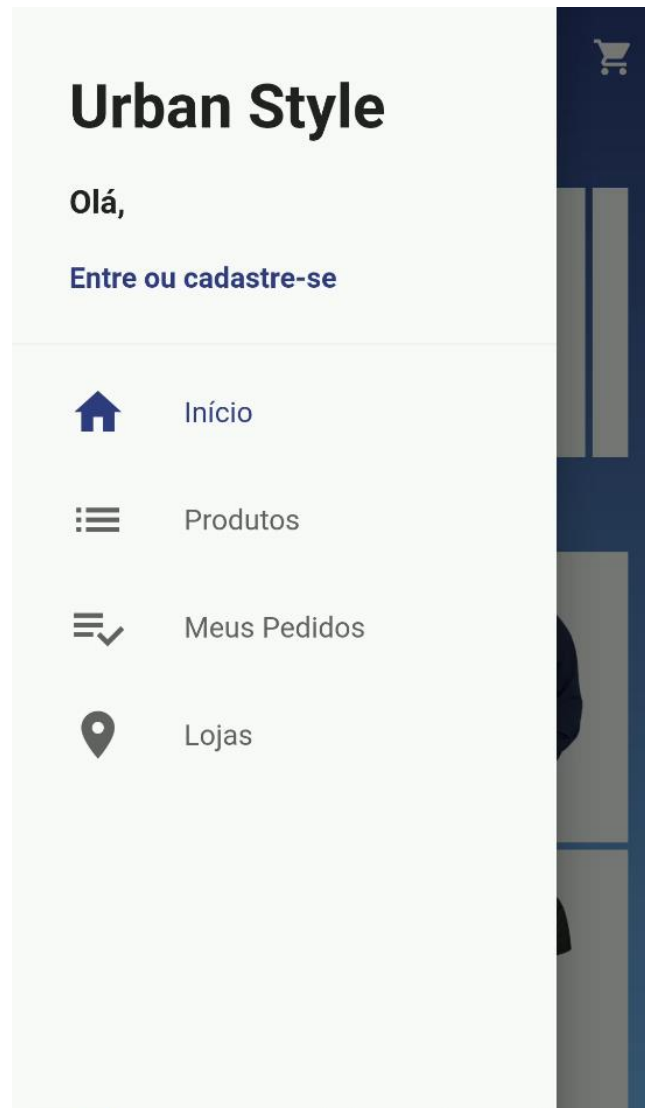 Urban Style
Olá,
Entre ou cadastre-se
Início
Produtos
Meus Pedidos
Lojas